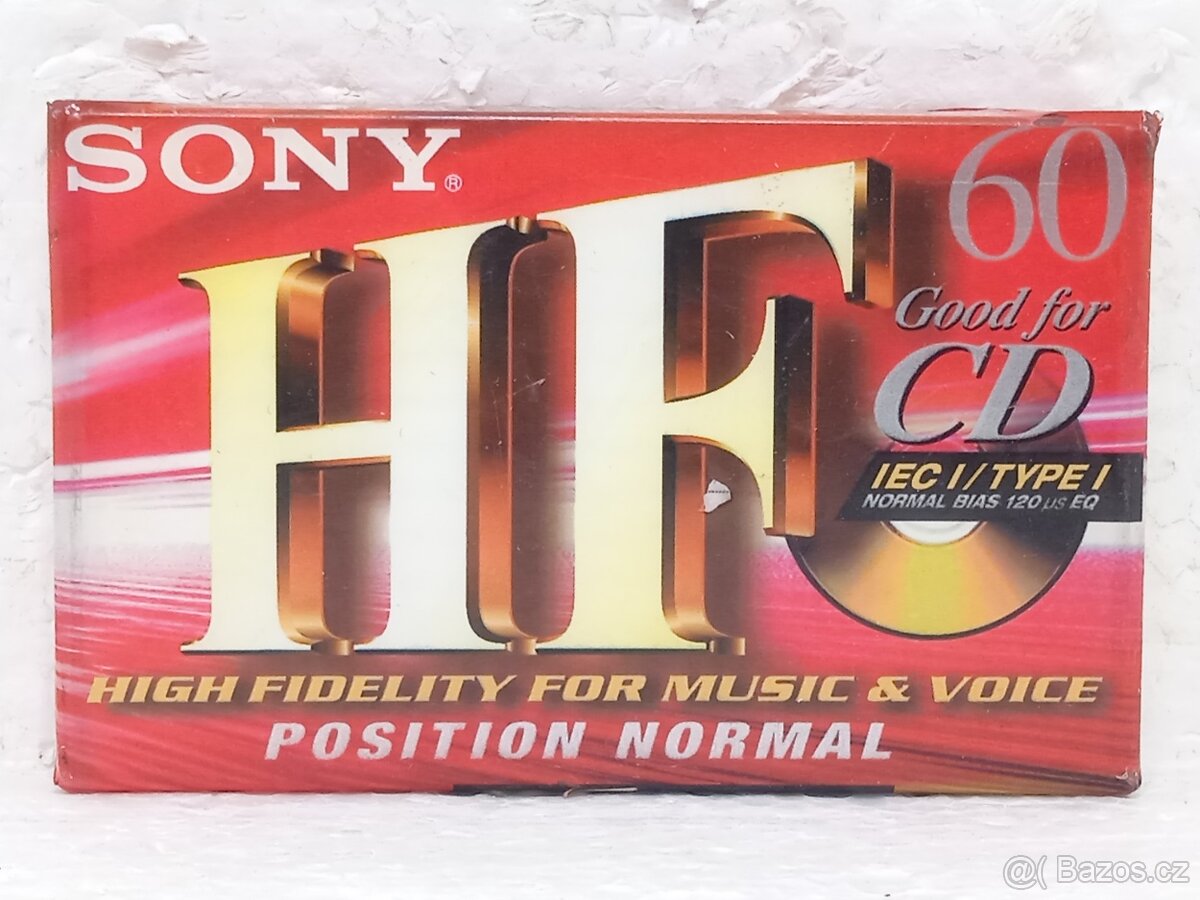 SONY®
60
HF
Good for
CD
IEC I/TYPE I
NORMAL BIAS 120 µs EQ
HIGH FIDELITY FOR MUSIC & VOICE
POSITION NORMAL
@( Bazos.cz